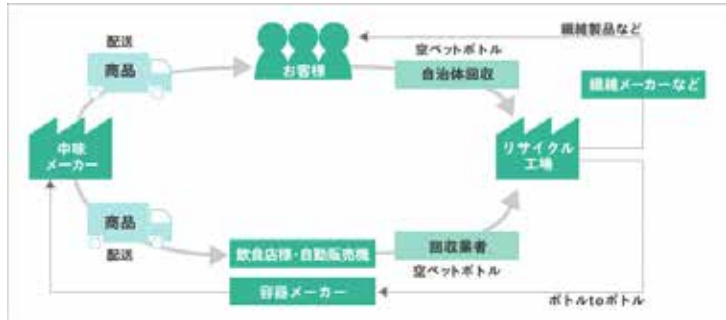 配送
商品
お客様
空ペットボトル
自治体回収
繊維製品など
繊維メーカーなど
中味
メーカー
リサイクル
工場
商品
配送
飲食店様・自動販売機
回収業者
空ペットボトル
容器メーカー
ボトルtoボトル